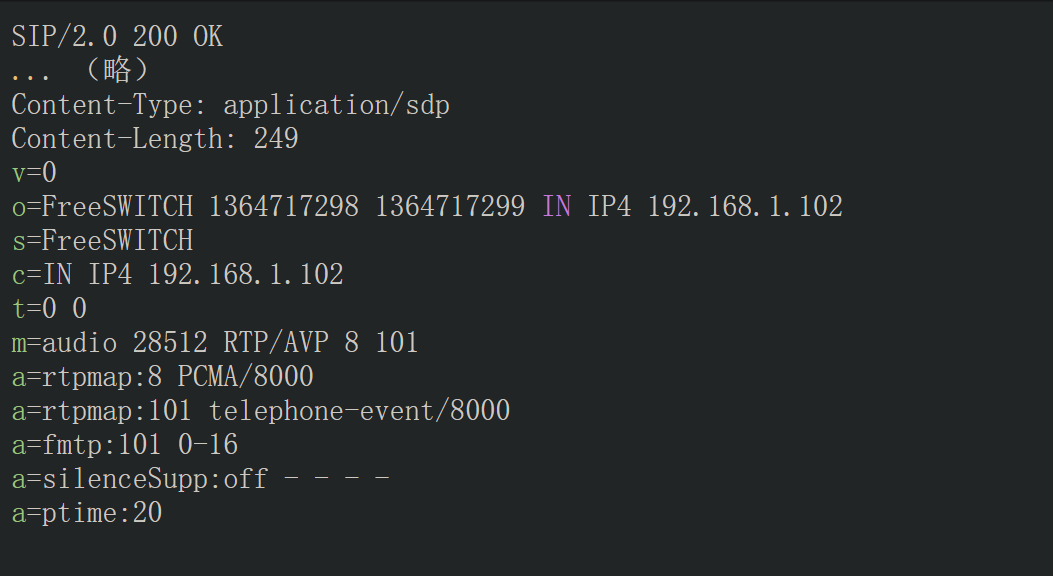 SIP/2.0 200 OK
... （略）
Content-Type: application/sdp
Content-Length: 249
v=0
o=FreeSWITCH 1364717298 1364717299 IN IP4 192.168.1.102
s=FreeSWITCH
c=IN IP4 192.168.1.102
t=0 0
m=audio 28512 RTP/AVP 8 101
a=rtpmap:8 PCMA/8000
a=rtpmap:101 telephone-event/8000
a=fmtp:101 0-16
a=silenceSupp:off - - - -
a=ptime:20